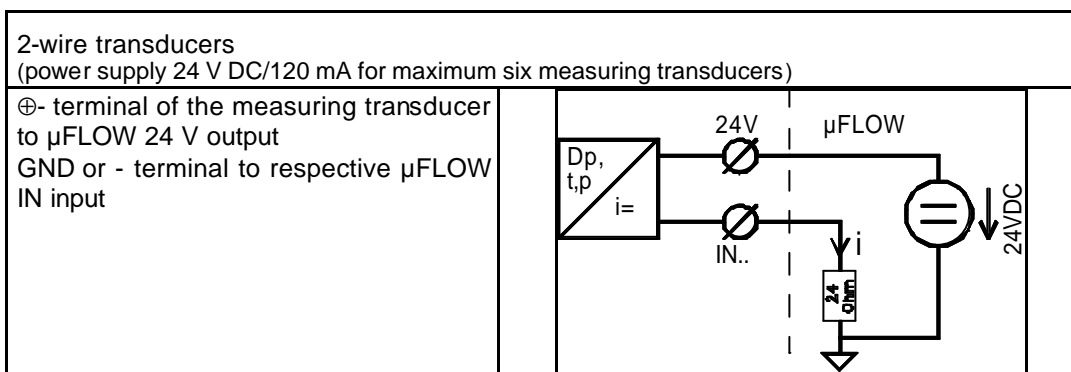 2-wire transducers
(power supply 24 V DC/120 mA for maximum six measuring transducers)
⊕- terminal of the measuring transducer
to µFLOW 24 V output
GND or - terminal to respective µFLOW
IN input
24V
µFLOW
Dp,
t,p
i=
IN..
i
24
Ohm
24VDC